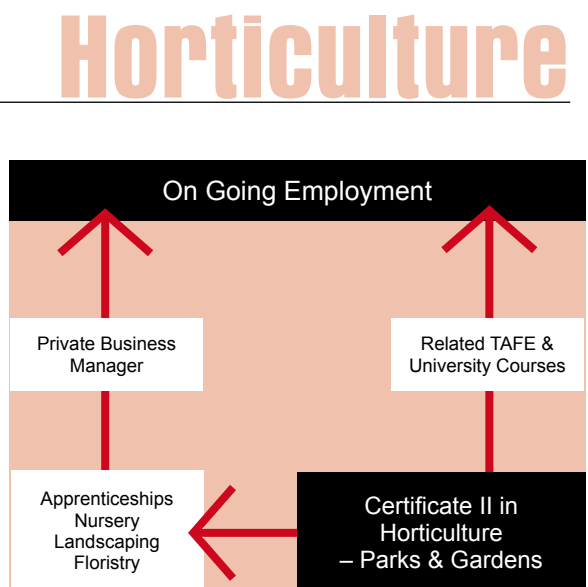 Horticulture
On Going Employment
Private Business
Manager
Related TAFE &
University Courses
Apprenticeships
Nursery
Landscaping
Floristry
Certificate II in
Horticulture
– Parks & Gardens